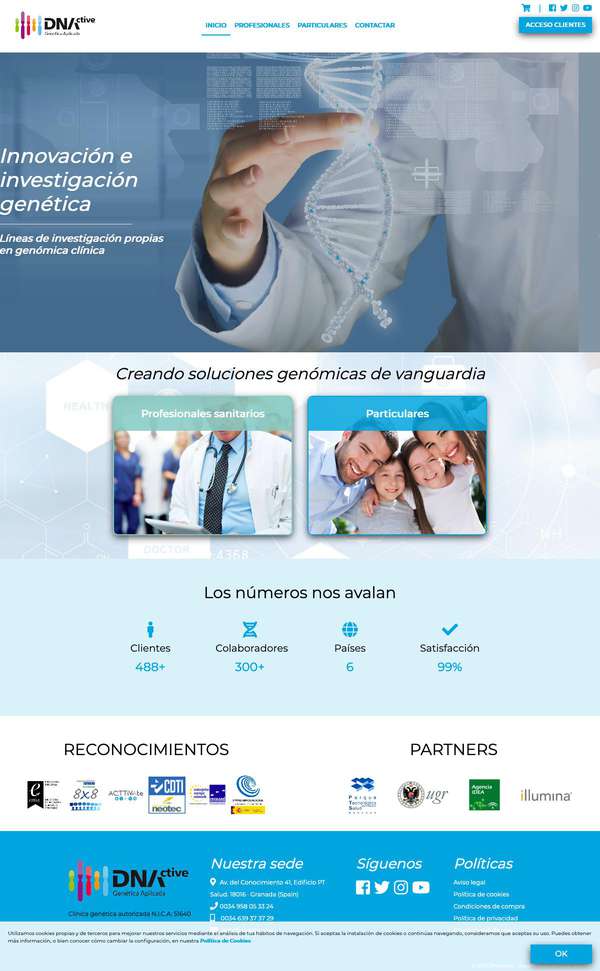 DNActive
Genética Aplicada
INICIO PROFESIONALES PARTICULARES CONTACTAR
|
ACCESO CLIENTES
Innovación e
investigación
genética
Líneas de investigación propias
en genómica clínica
Creando soluciones genómicas de vanguardia
HEALTH
Profesionales sanitarios
Particulares
DOCTOR
4368
Los números nos avalan
Clientes
488+
Colaboradores
300+
Países
6
Satisfacción
99%
RECONOCIMIENTOS
PARTNERS
8x8
ACTTiVAte
CDTI
neotec
Parque
Tecnológico
Salud
ugr
Agencia
IDEA
illumina
DNActive
Genética Aplicada
Clínica genética autorizada N.I.C.A. 51640
Nuestra sede
Av. del Conocimiento 41, Edificio PT
Salud. 18016 - Granada (Spain)
0034 958 05 33 24
0034 639 37 37 29
Síguenos
Políticas
Aviso legal
Política de cookies
Condiciones de compra
Política de privacidad
Utilizamos cookies propias y de terceros para mejorar nuestros servicios mediante el análisis de tus hábitos de navegación. Si aceptas la instalación de cookies o continúas navegando, consideramos que aceptas su uso. Puedes obtener
más información, o bien conocer cómo cambiar la configuración, en nuestra Política de Cookies
OK